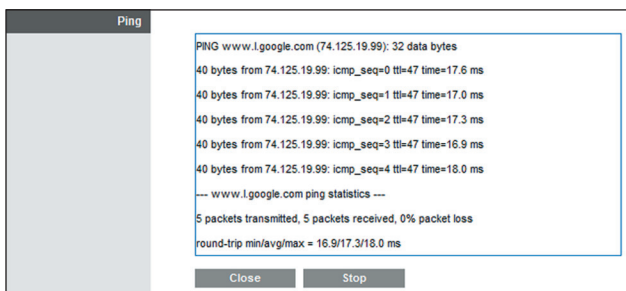 Ping
PING www.l.google.com (74.125.19.99): 32 data bytes
40 bytes from 74.125.19.99: icmp_seq=0 ttl=47 time=17.6 ms
40 bytes from 74.125.19.99: icmp_seq=1 ttl=47 time=17.0 ms
40 bytes from 74.125.19.99: icmp_seq=2 ttl=47 time=17.3 ms
40 bytes from 74.125.19.99: icmp_seq=3 ttl=47 time=16.9 ms
40 bytes from 74.125.19.99: icmp_seq=4 ttl=47 time=18.0 ms
--- www.l.google.com ping statistics ---
5 packets transmitted, 5 packets received, 0% packet loss
round-trip min/avg/max = 16.9/17.3/18.0 ms
Close Stop